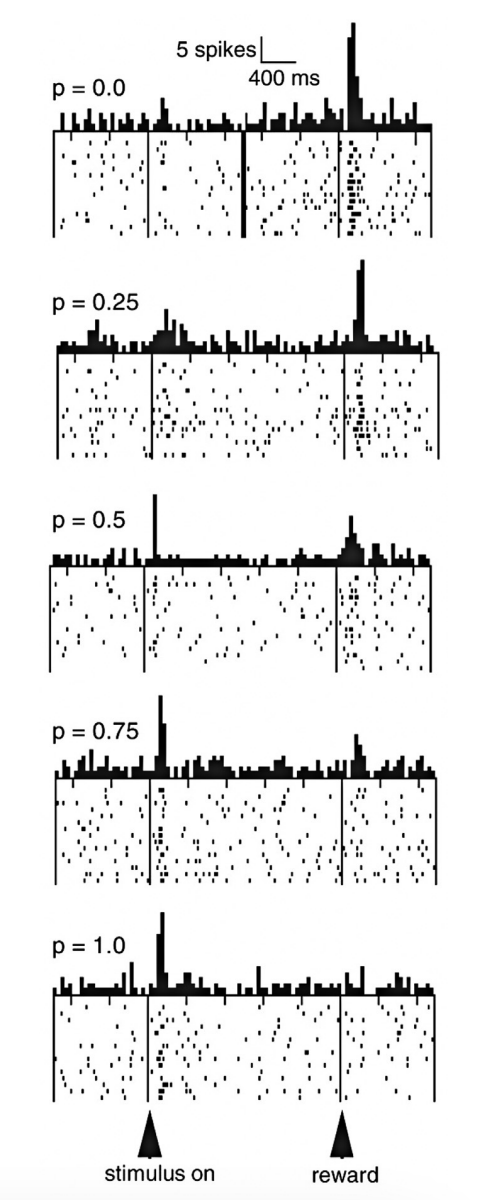 5 spikes
400 ms
p = 0.0
p = 0.25
p = 0.5
p = 0.75
p = 1.0
stimulus on
reward